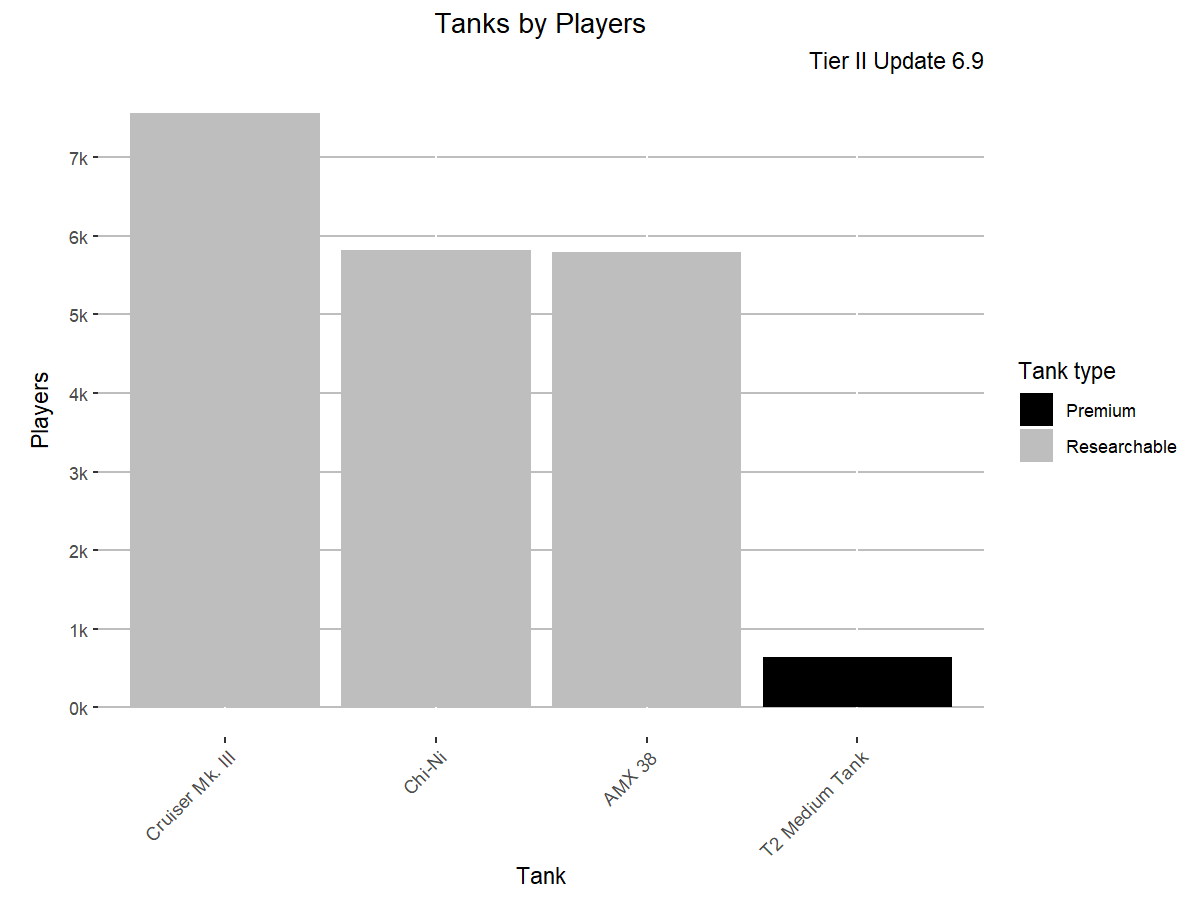 Tanks by Players
Tier II Update 6.9
7k
6k
5k
4k
3k
2k
1k
0k
Players
Cruiser Mk. III
Chi-Ni
AMX 38
T2 Medium Tank
Tank
Tank type
Premium
Researchable